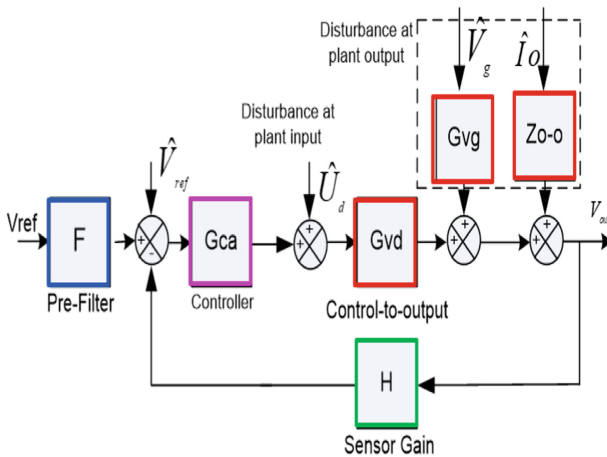 Disturbance at
plant output
V̂g
Îo
Gvg
Zo-o
Disturbance at
plant input
V̂ref
Ûd
Vref
F
+
-
Gca
+
+
Gvd
+
+
+
+
Pre-Filter
Controller
Control-to-output
H
Sensor Gain